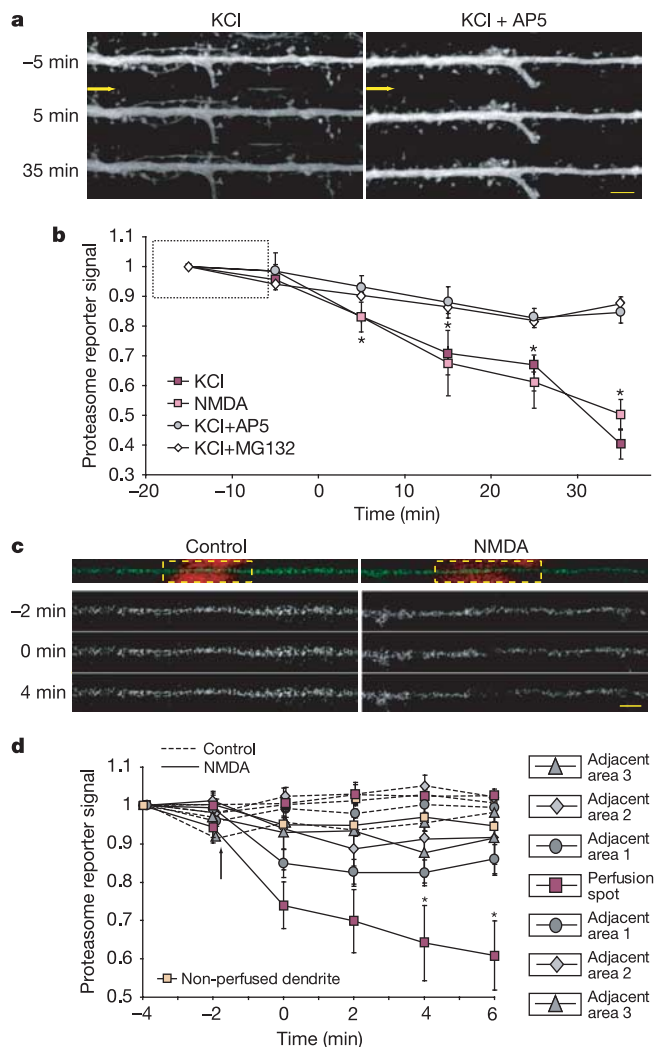 a
KCl
KCl + AP5
–5 min
5 min
35 min
b
1.1
1
0.9
0.8
0.7
0.6
0.5
0.4
0.3
Proteasome reporter signal
KCl
NMDA
KCl+AP5
KCl+MG132
*
*
*
*
–20
–10
0
10
20
30
Time (min)
c
Control
NMDA
–2 min
0 min
4 min
d
Control
NMDA
1.1
1
0.9
0.8
0.7
0.6
0.5
Proteasome reporter signal
*
*
Non-perfused dendrite
–4
–2
0
2
4
6
Time (min)
Adjacent
area 3
Adjacent
area 2
Adjacent
area 1
Perfusion
spot
Adjacent
area 1
Adjacent
area 2
Adjacent
area 3